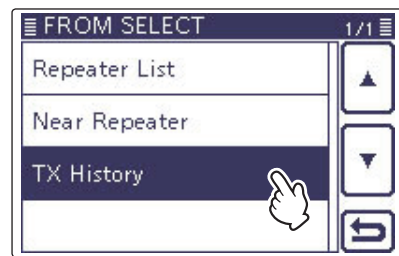 FROM SELECT 1/1
Repeater List
Near Repeater
TX History